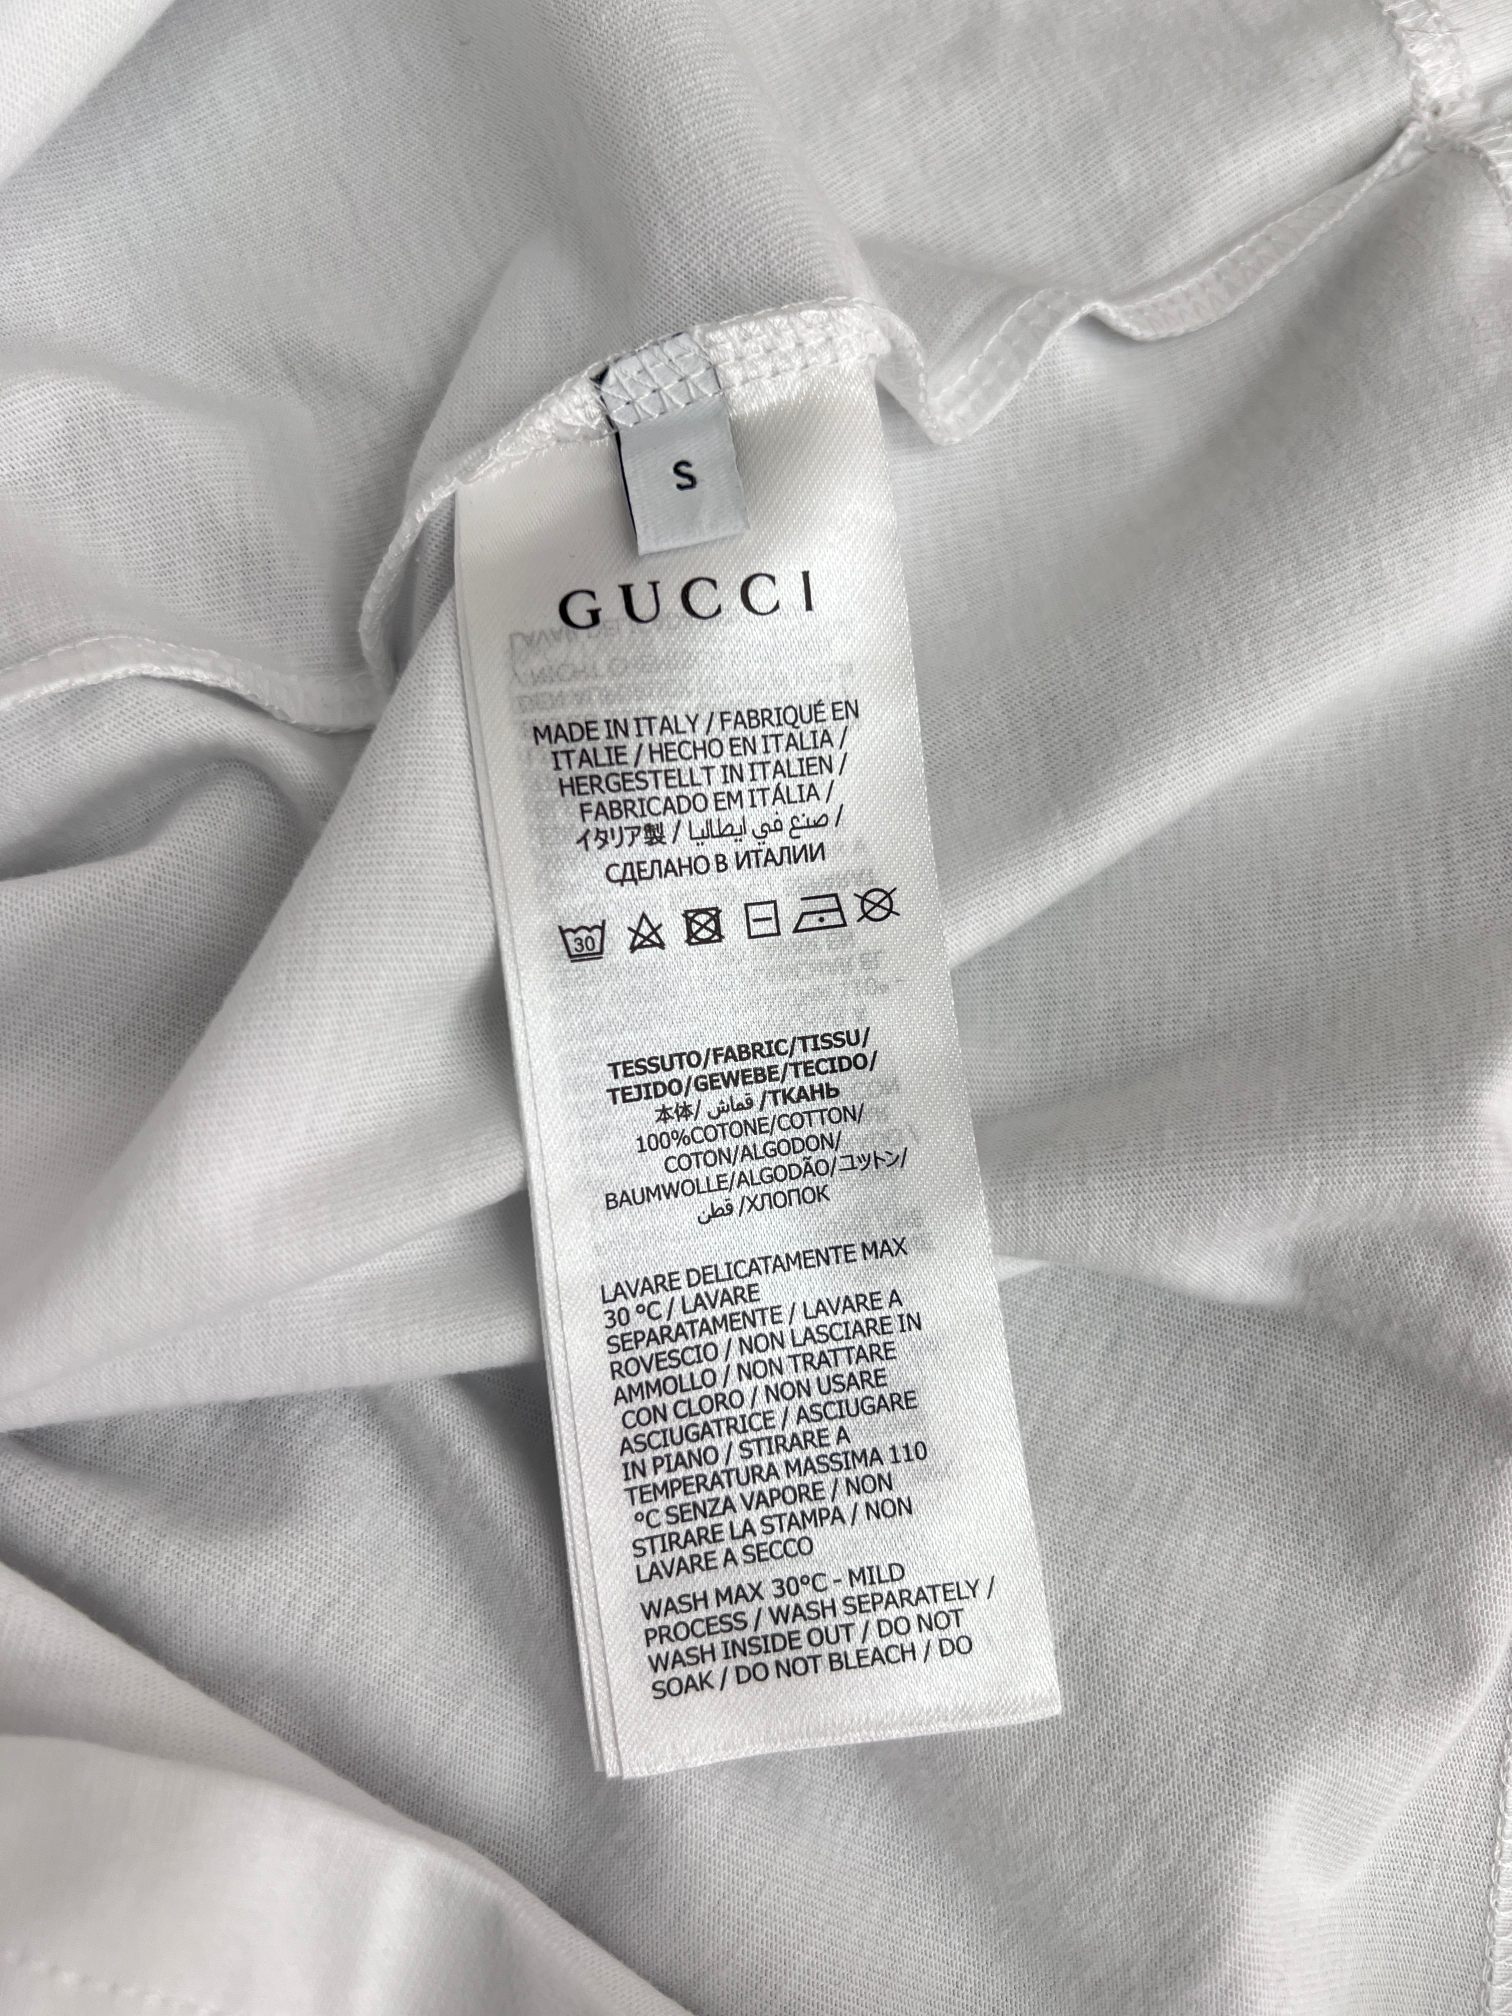 S
GUCCI
MADE IN ITALY / FABRIQUÉ EN
ITALIE / HECHO EN ITALIA /
HERGESTELLT IN ITALIEN /
FABRICADO EM ITÁLIA /
イタリア製 / صنع في ايطاليا /
СДЕЛАНО В ИТАЛИИ
30
TESSUTO/FABRIC/TISSU/
TEJIDO/GEWEBE/TECIDO/
本体/ قماش /ТКАНЬ
100%COTONE/COTTON/
COTON/ALGODON/
BAUMWOLLE/ALGODÃO/コットン/
قطن /ХЛОПОК
LAVARE DELICATAMENTE MAX
30 °C / LAVARE
SEPARATAMENTE / LAVARE A
ROVESCIO / NON LASCIARE IN
AMMOLLO / NON TRATTARE
CON CLORO / NON USARE
ASCIUGATRICE / ASCIUGARE
IN PIANO / STIRARE A
TEMPERATURA MASSIMA 110
°C SENZA VAPORE / NON
STIRARE LA STAMPA / NON
LAVARE A SECCO
WASH MAX 30°C - MILD
PROCESS / WASH SEPARATELY /
WASH INSIDE OUT / DO NOT
SOAK / DO NOT BLEACH / DO